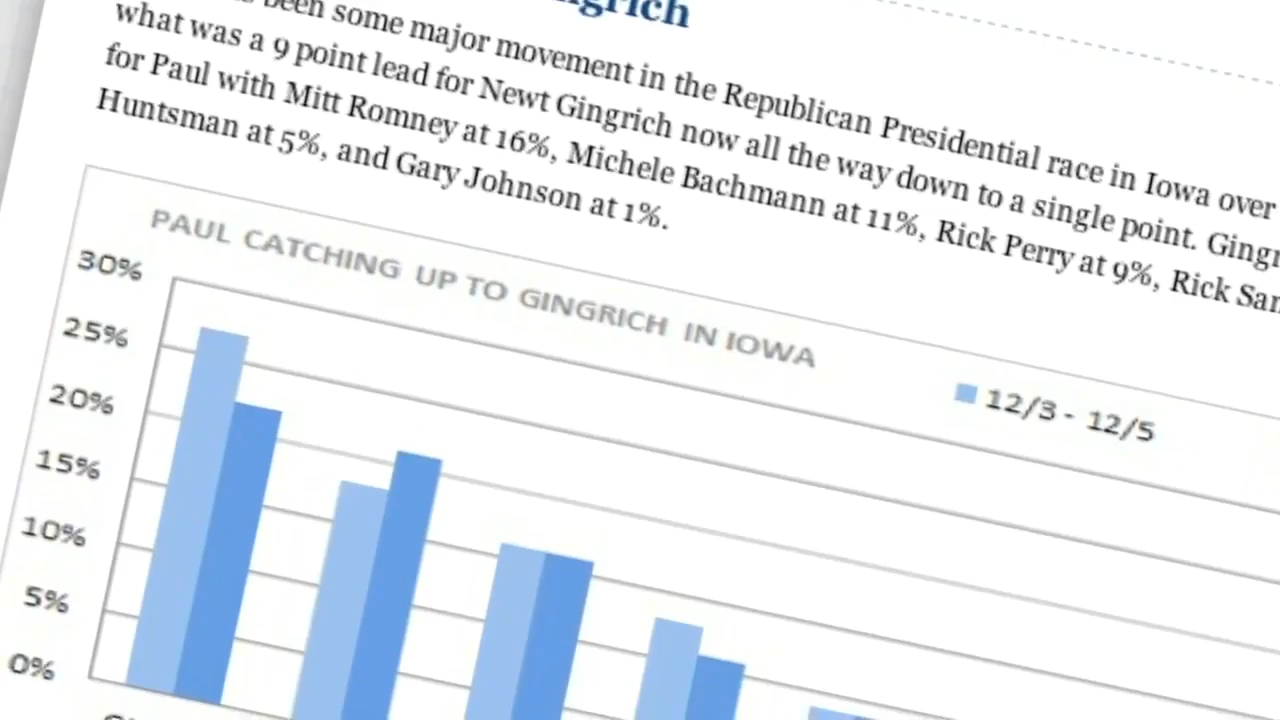 been some major movement in the Republican Presidential race in Iowa over
what was a 9 point lead for Newt Gingrich now all the way down to a single point.
for Paul with Mitt Romney at 16%, Michele Bachmann at 11%, Rick Perry at 9%, Rick
Huntsman at 5%, and Gary Johnson at 1%.
PAUL CATCHING UP TO GINGRICH IN IOWA
12/3 - 12/5
30%
25%
20%
15%
10%
5%
0%